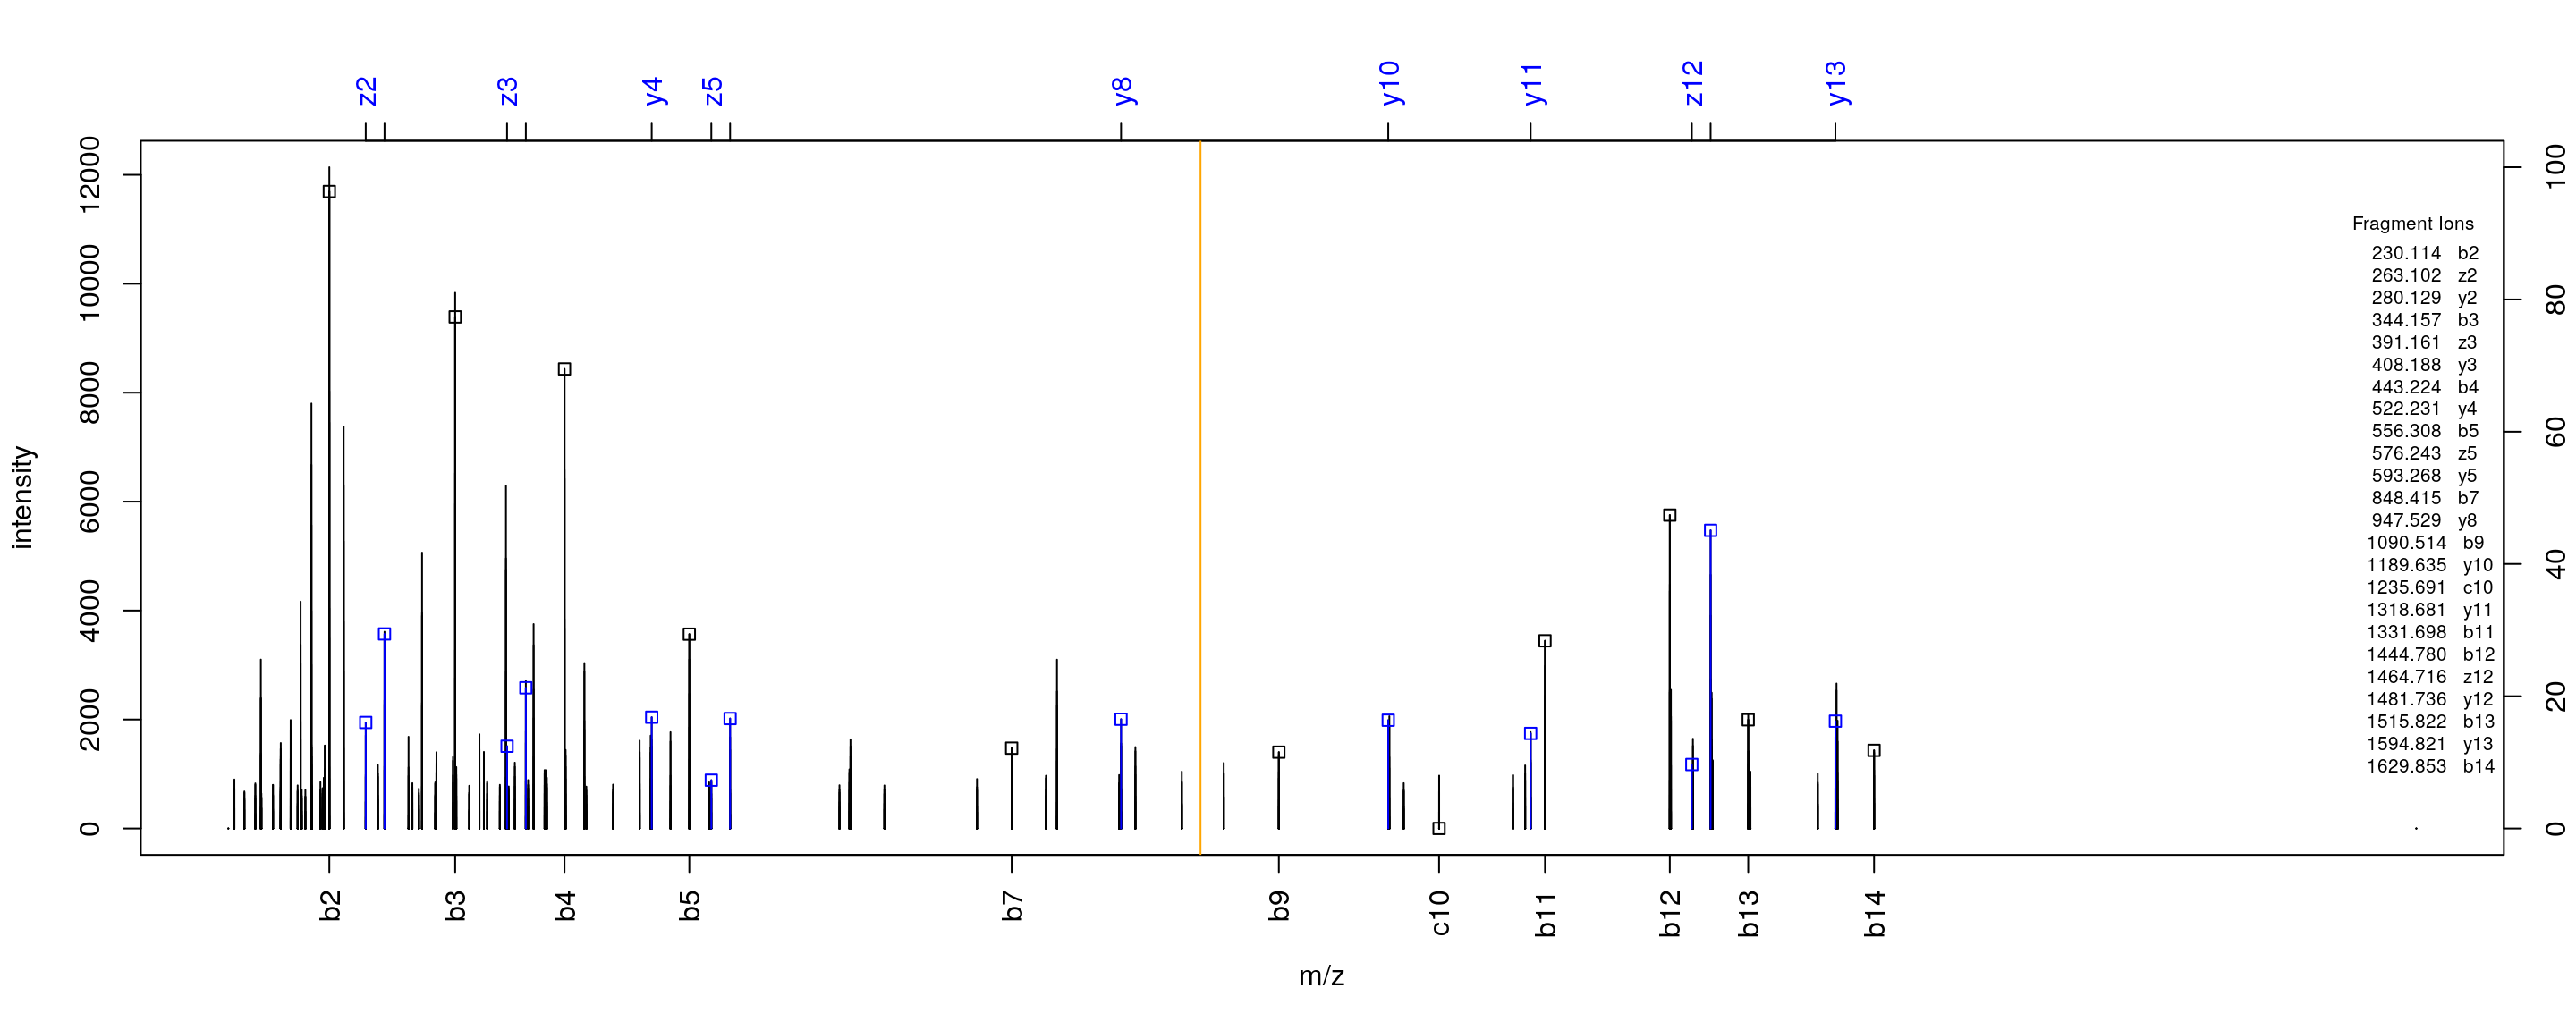 z2 z3 y4 z5 y8 y10 y11 z12 y13
12000
10000
8000
6000
4000
2000
0
intensity
100
80
60
40
20
0
Fragment Ions
230.114 b2
263.102 z2
280.129 y2
344.157 b3
391.161 z3
408.188 y3
443.224 b4
522.231 y4
556.308 b5
576.243 z5
593.268 y5
848.415 b7
947.529 y8
1090.514 b9
1189.635 y10
1235.691 c10
1318.681 y11
1331.698 b11
1444.780 b12
1464.716 z12
1481.736 y12
1515.822 b13
1594.821 y13
1629.853 b14
b2 b3 b4 b5 b7 b9 c10 b11 b12 b13 b14
m/z